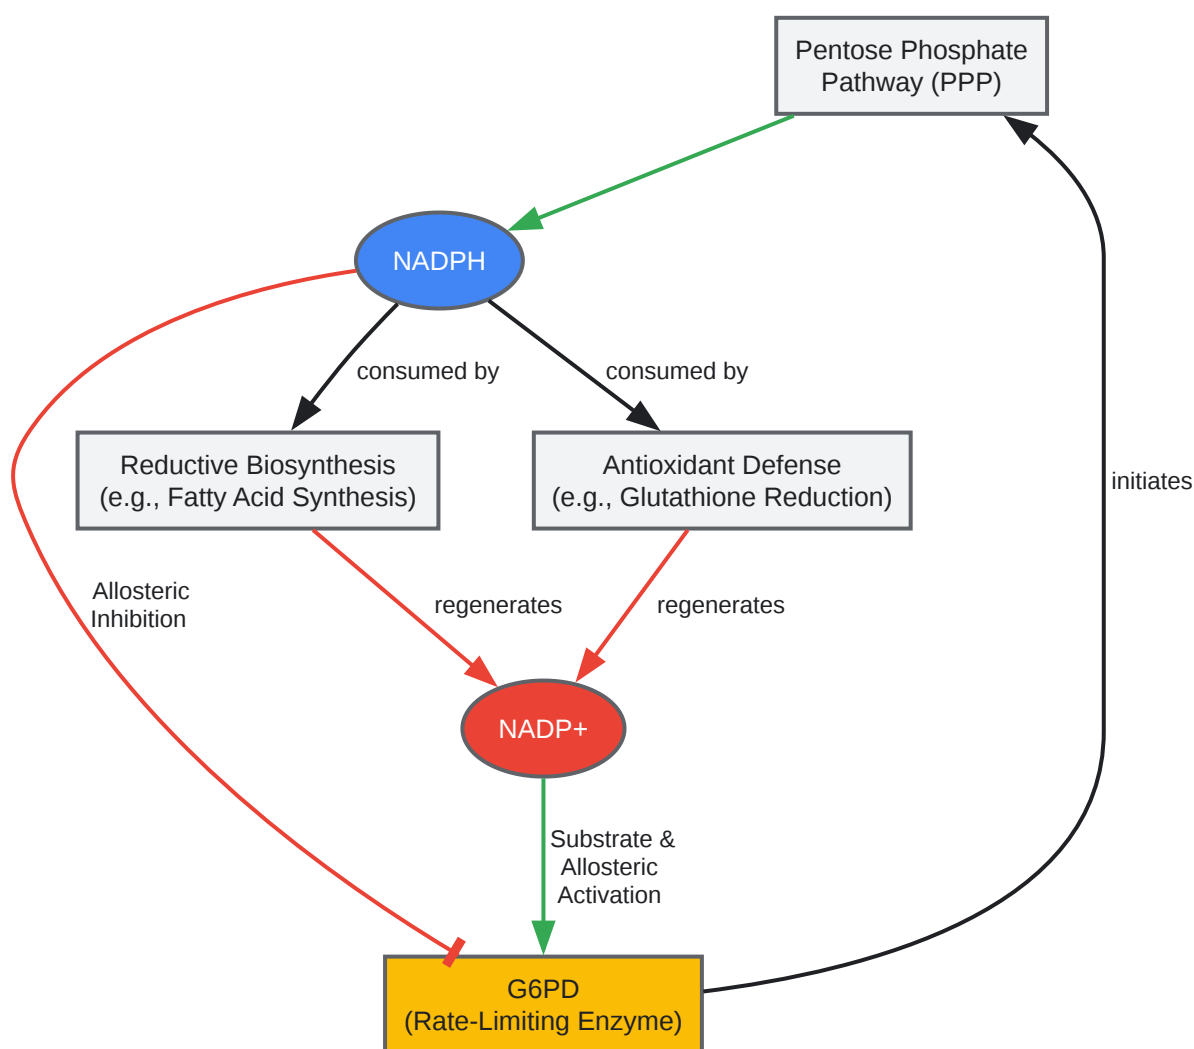 Pentose Phosphate
Pathway (PPP)
NADPH
consumed by
consumed by
Reductive Biosynthesis
(e.g., Fatty Acid Synthesis)
Antioxidant Defense
(e.g., Glutathione Reduction)
initiates
Allosteric
Inhibition
regenerates
regenerates
NADP+
Substrate &
Allosteric
Activation
G6PD
(Rate-Limiting Enzyme)